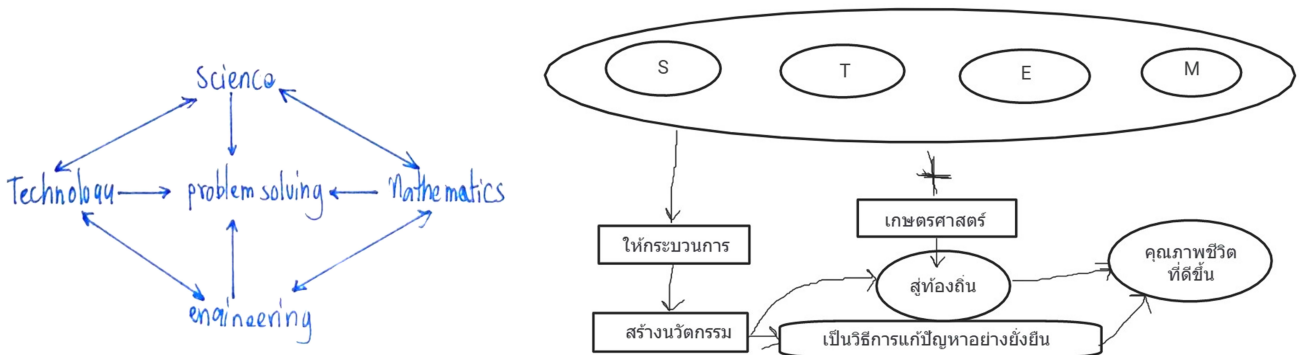 Science
Technology
problem solving
Mathematics
engineering
S
T
E
M
เกษตรศาสตร์
ให้กระบวนการ
คุณภาพชีวิต
ที่ดีขึ้น
สู่ท้องถิ่น
สร้างนวัตกรรม
เป็นวิธีการแก้ปัญหาอย่างยั่งยืน